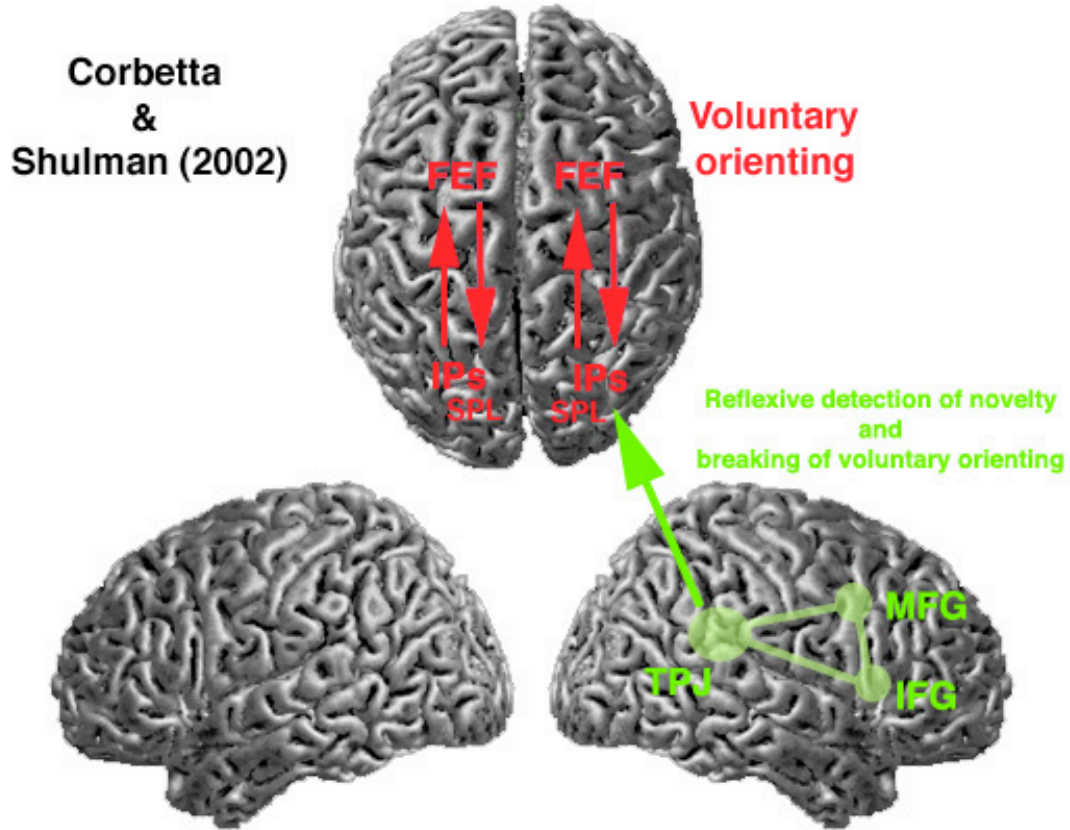 Corbetta
&
Shulman (2002)
Voluntary
orienting
FEF FEF
IPs IPs
SPL SPL
Reflexive detection of novelty
and
breaking of voluntary orienting
MFG
TPJ
IFG